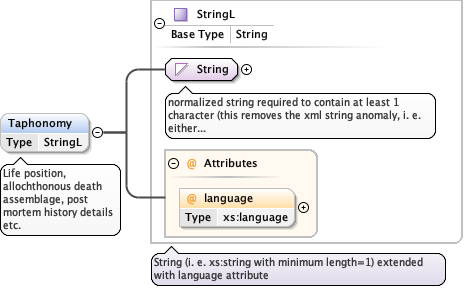 StringL
Base Type String
String
normalized string required to contain at least 1
character (this removes the xml string anomaly, i. e.
either...
Taphonomy
Type StringL
Life position,
allochthonous death
assemblage, post
mortem history details
etc.
@ Attributes
@ language
Type xs:language
String (i. e. xs:string with minimum length=1) extended
with language attribute